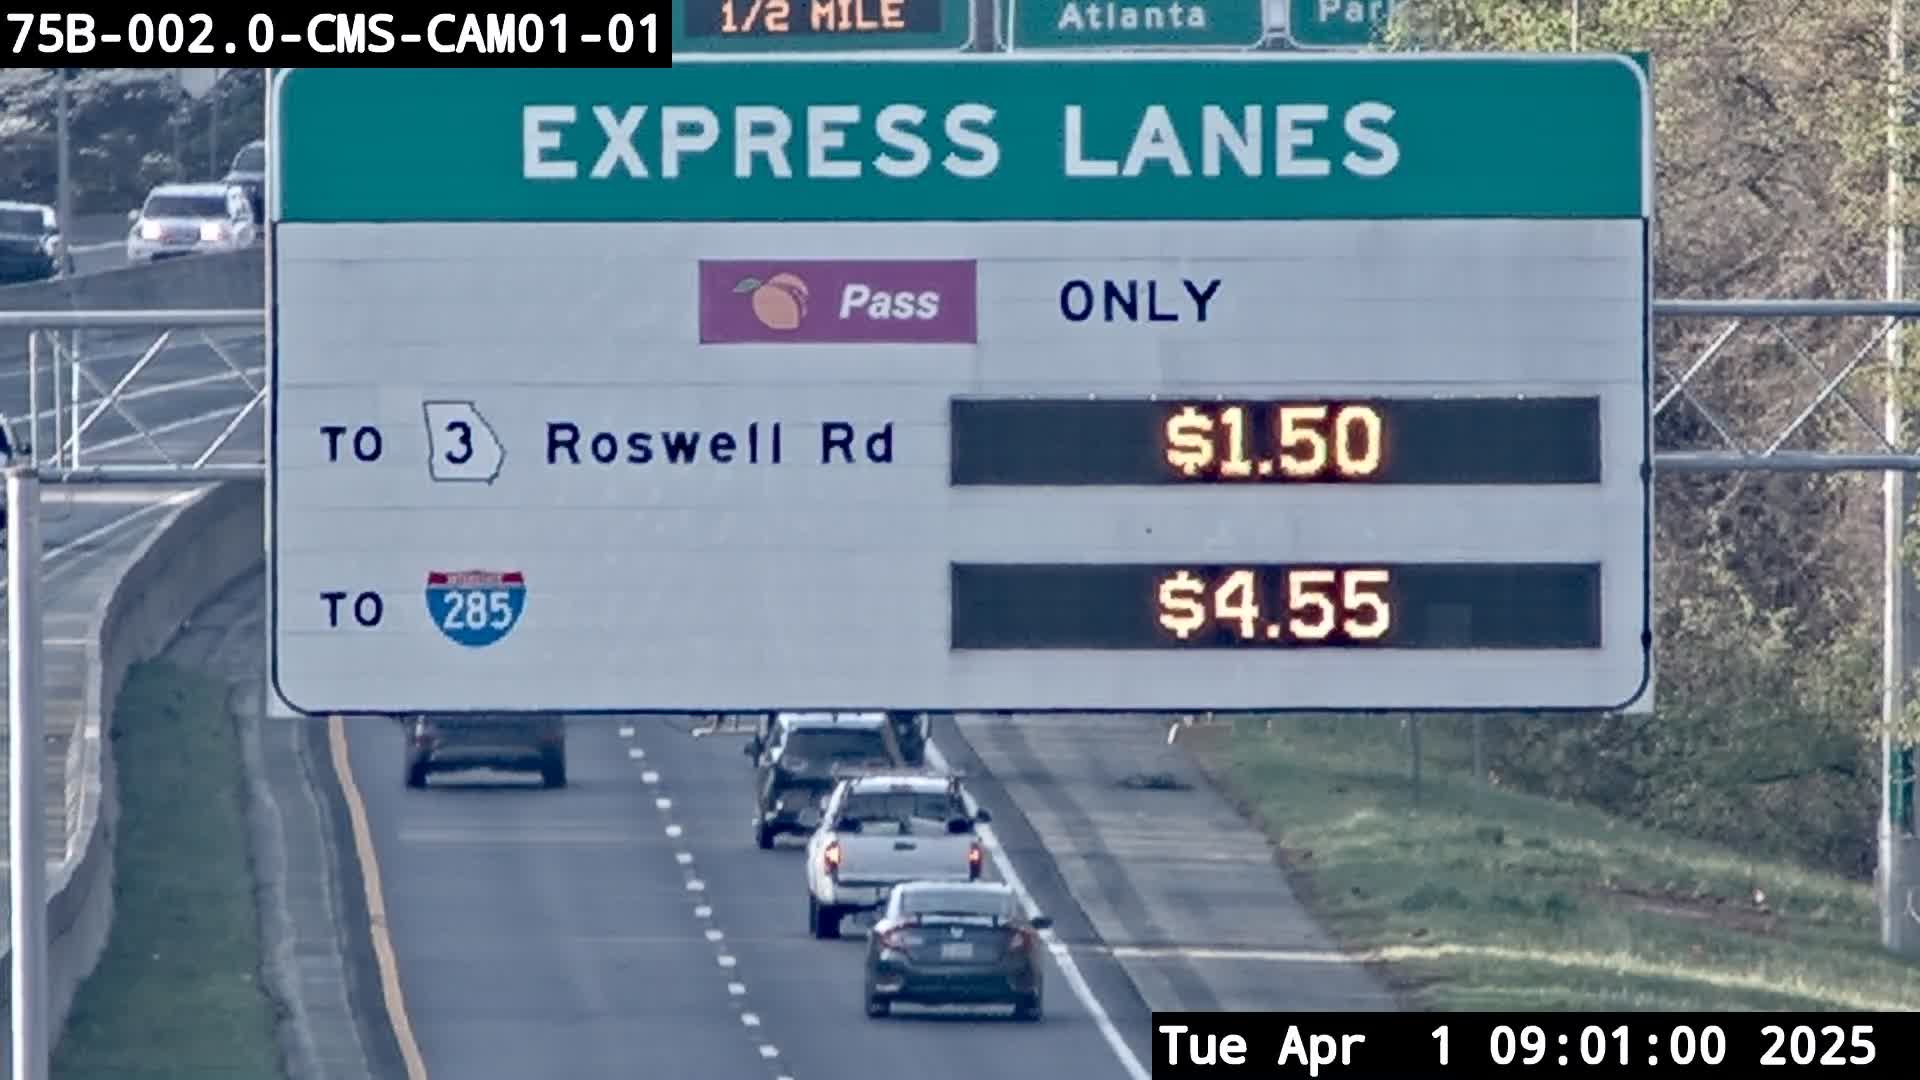 75B-002.0-CMS-CAM01-01
1/2 MILE
Atlanta
EXPRESS LANES
Pass ONLY
TO 3 Roswell Rd $1.50
TO 285 $4.55
Tue Apr 1 09:01:00 2025